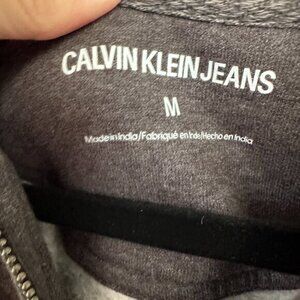 CALVIN KLEIN JEANS
M
Made in India/Fabriqué en Inde/Hecho en India